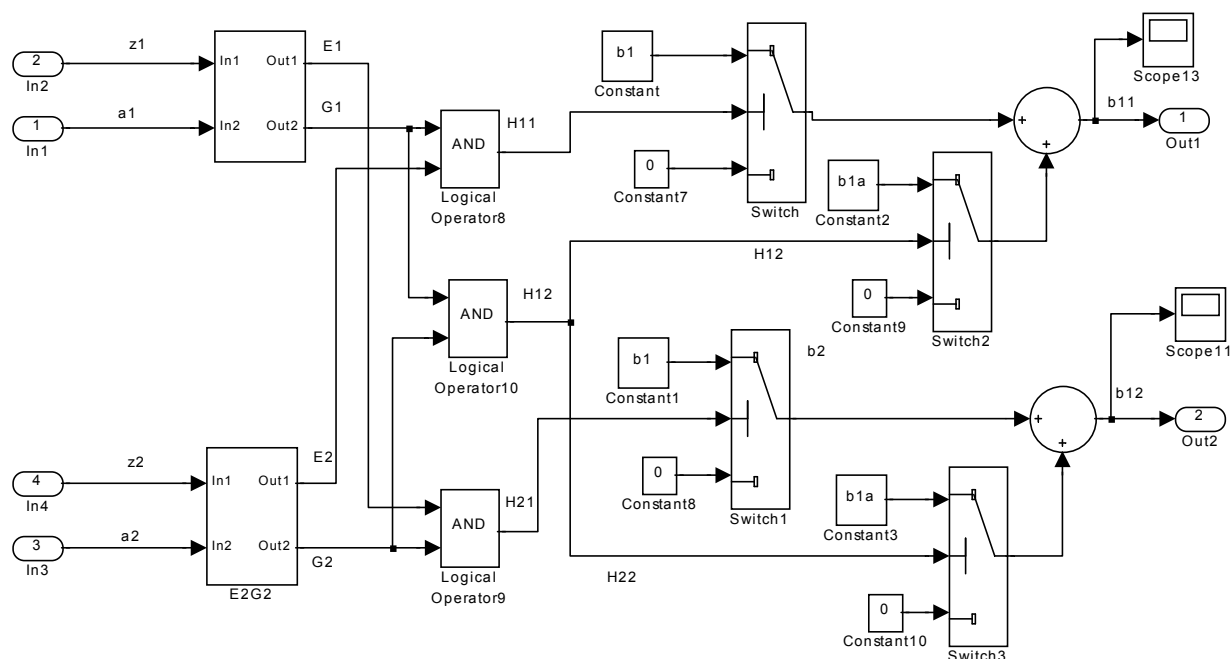 2
In2
z1
1
In1
a1
In1
In2
Out1
Out2
E1
G1
AND
Logical
Operator8
H11
b1
Constant
0
Constant7
Switch
+
+
Scope13
b11
1
Out1
b1a
Constant2
0
Constant9
Switch2
H12
AND
Logical
Operator10
H12
b1
Constant1
0
Constant8
Switch1
b2
+
+
Scope11
b12
2
Out2
4
In4
z2
3
In3
a2
In1
In2
Out1
Out2
E2G2
E2
G2
AND
Logical
Operator9
H21
H22
b1a
Constant3
0
Constant10
Switch3